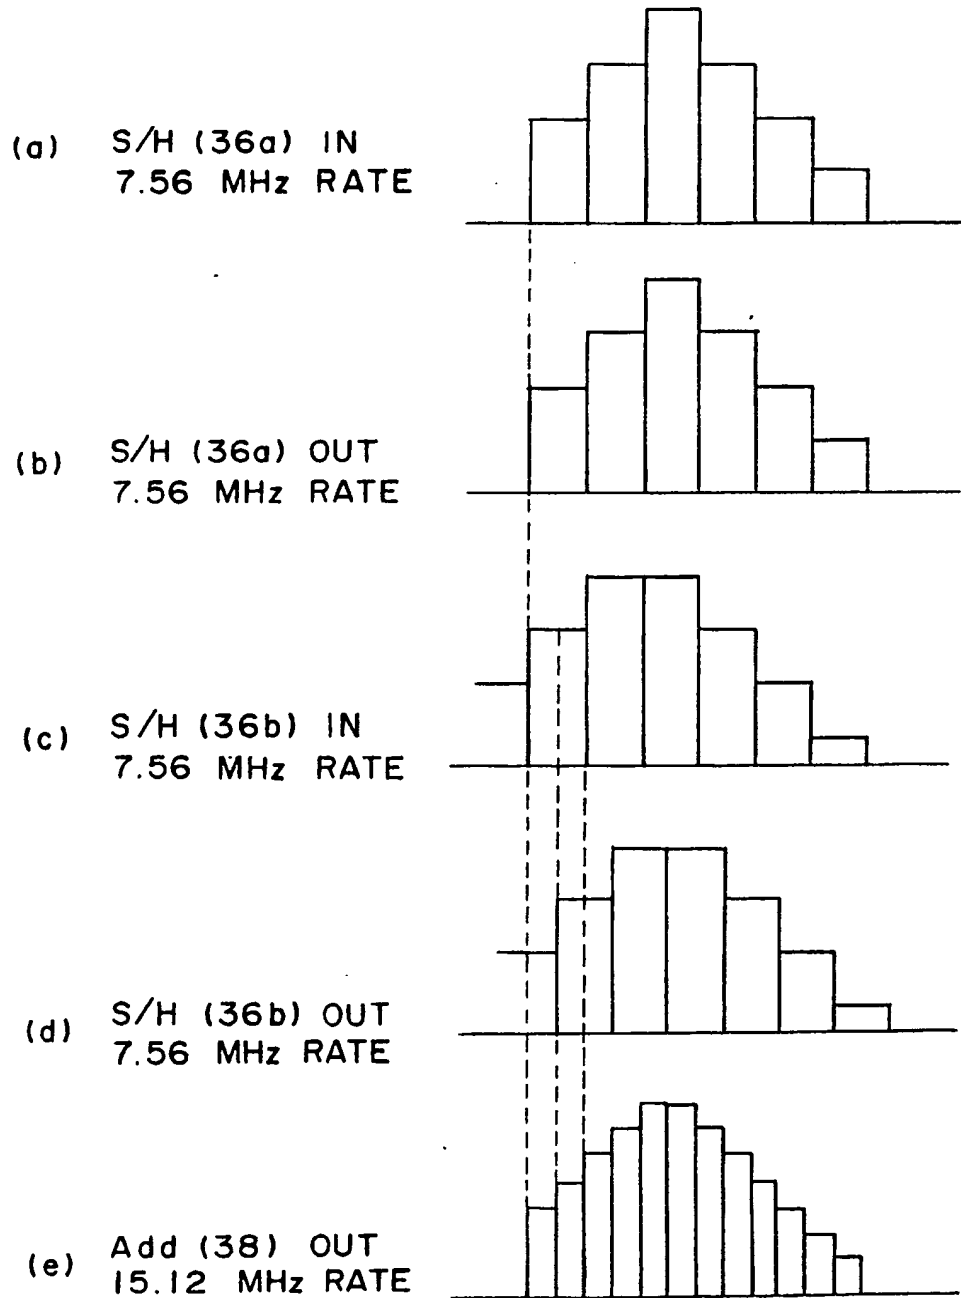 (a) S/H (36a) IN
7.56 MHz RATE
(b) S/H (36a) OUT
7.56 MHz RATE
(c) S/H (36b) IN
7.56 MHz RATE
(d) S/H (36b) OUT
7.56 MHz RATE
(e) Add (38) OUT
15.12 MHz RATE